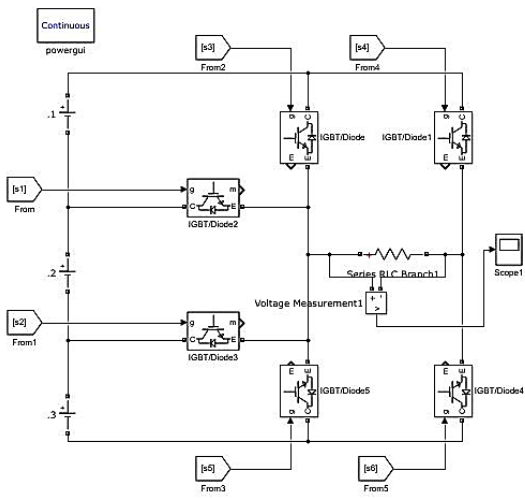 Continuous
powergui
[s3]
From2
[s4]
From4
.1
+
g
C
E
IGBT/Diode
IGBT/Diode1
g
C
E
[s1]
From
g
m
C
E
IGBT/Diode2
+
.2
Series RLC Branch1
Scope1
Voltage Measurement1
+
-
v
[s2]
From1
g
m
C
E
IGBT/Diode3
E
IGBT/Diode5
g
C
E
IGBT/Diode4
g
C
+
.3
[s5]
From3
[s6]
From5